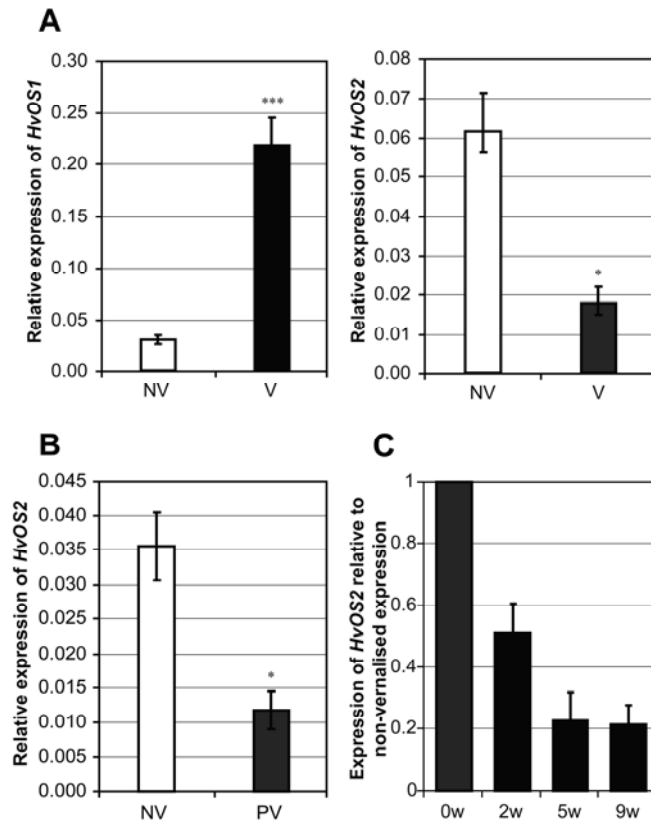 A
Relative expression of HvOS1
0.30
0.25
0.20
0.15
0.10
0.05
0.00
***
NV
V
Relative expression of HvOS2
0.08
0.07
0.06
0.05
0.04
0.03
0.02
0.01
0.00
*
NV
V
B
Relative expression of HvOS2
0.045
0.040
0.035
0.030
0.025
0.020
0.015
0.010
0.005
0.000
*
NV
PV
C
Expression of HvOS2 relative to
non-vernalised expression
1
0.8
0.6
0.4
0.2
0
0w
2w
5w
9w